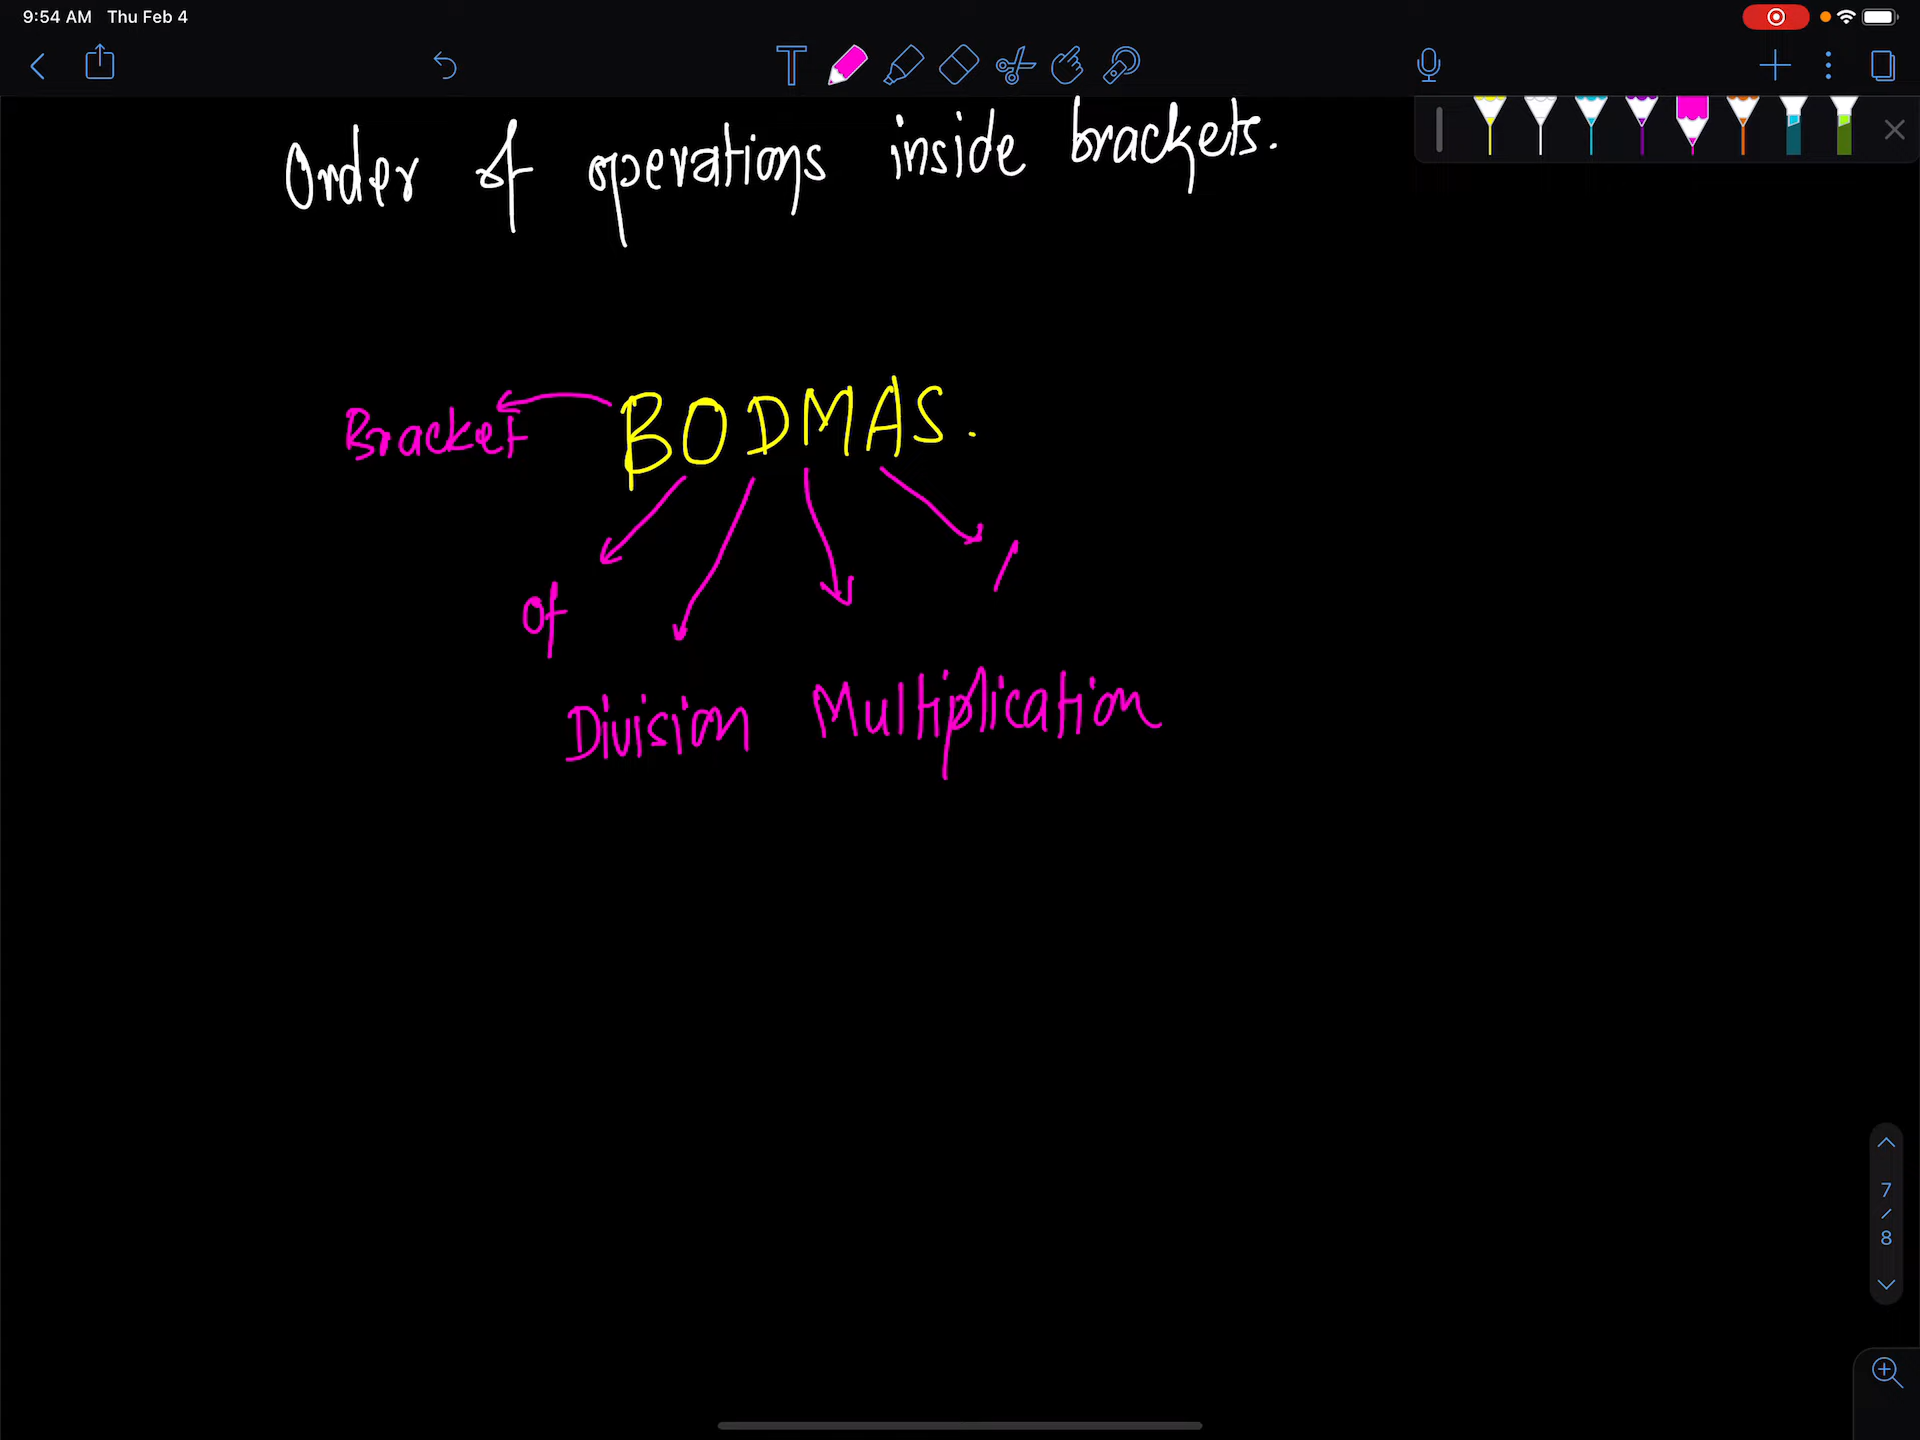 9:54 AM Thu Feb 4
Order of operations inside brackets.
Bracket BODMAS.
of
Division Multiplication
7
/
8